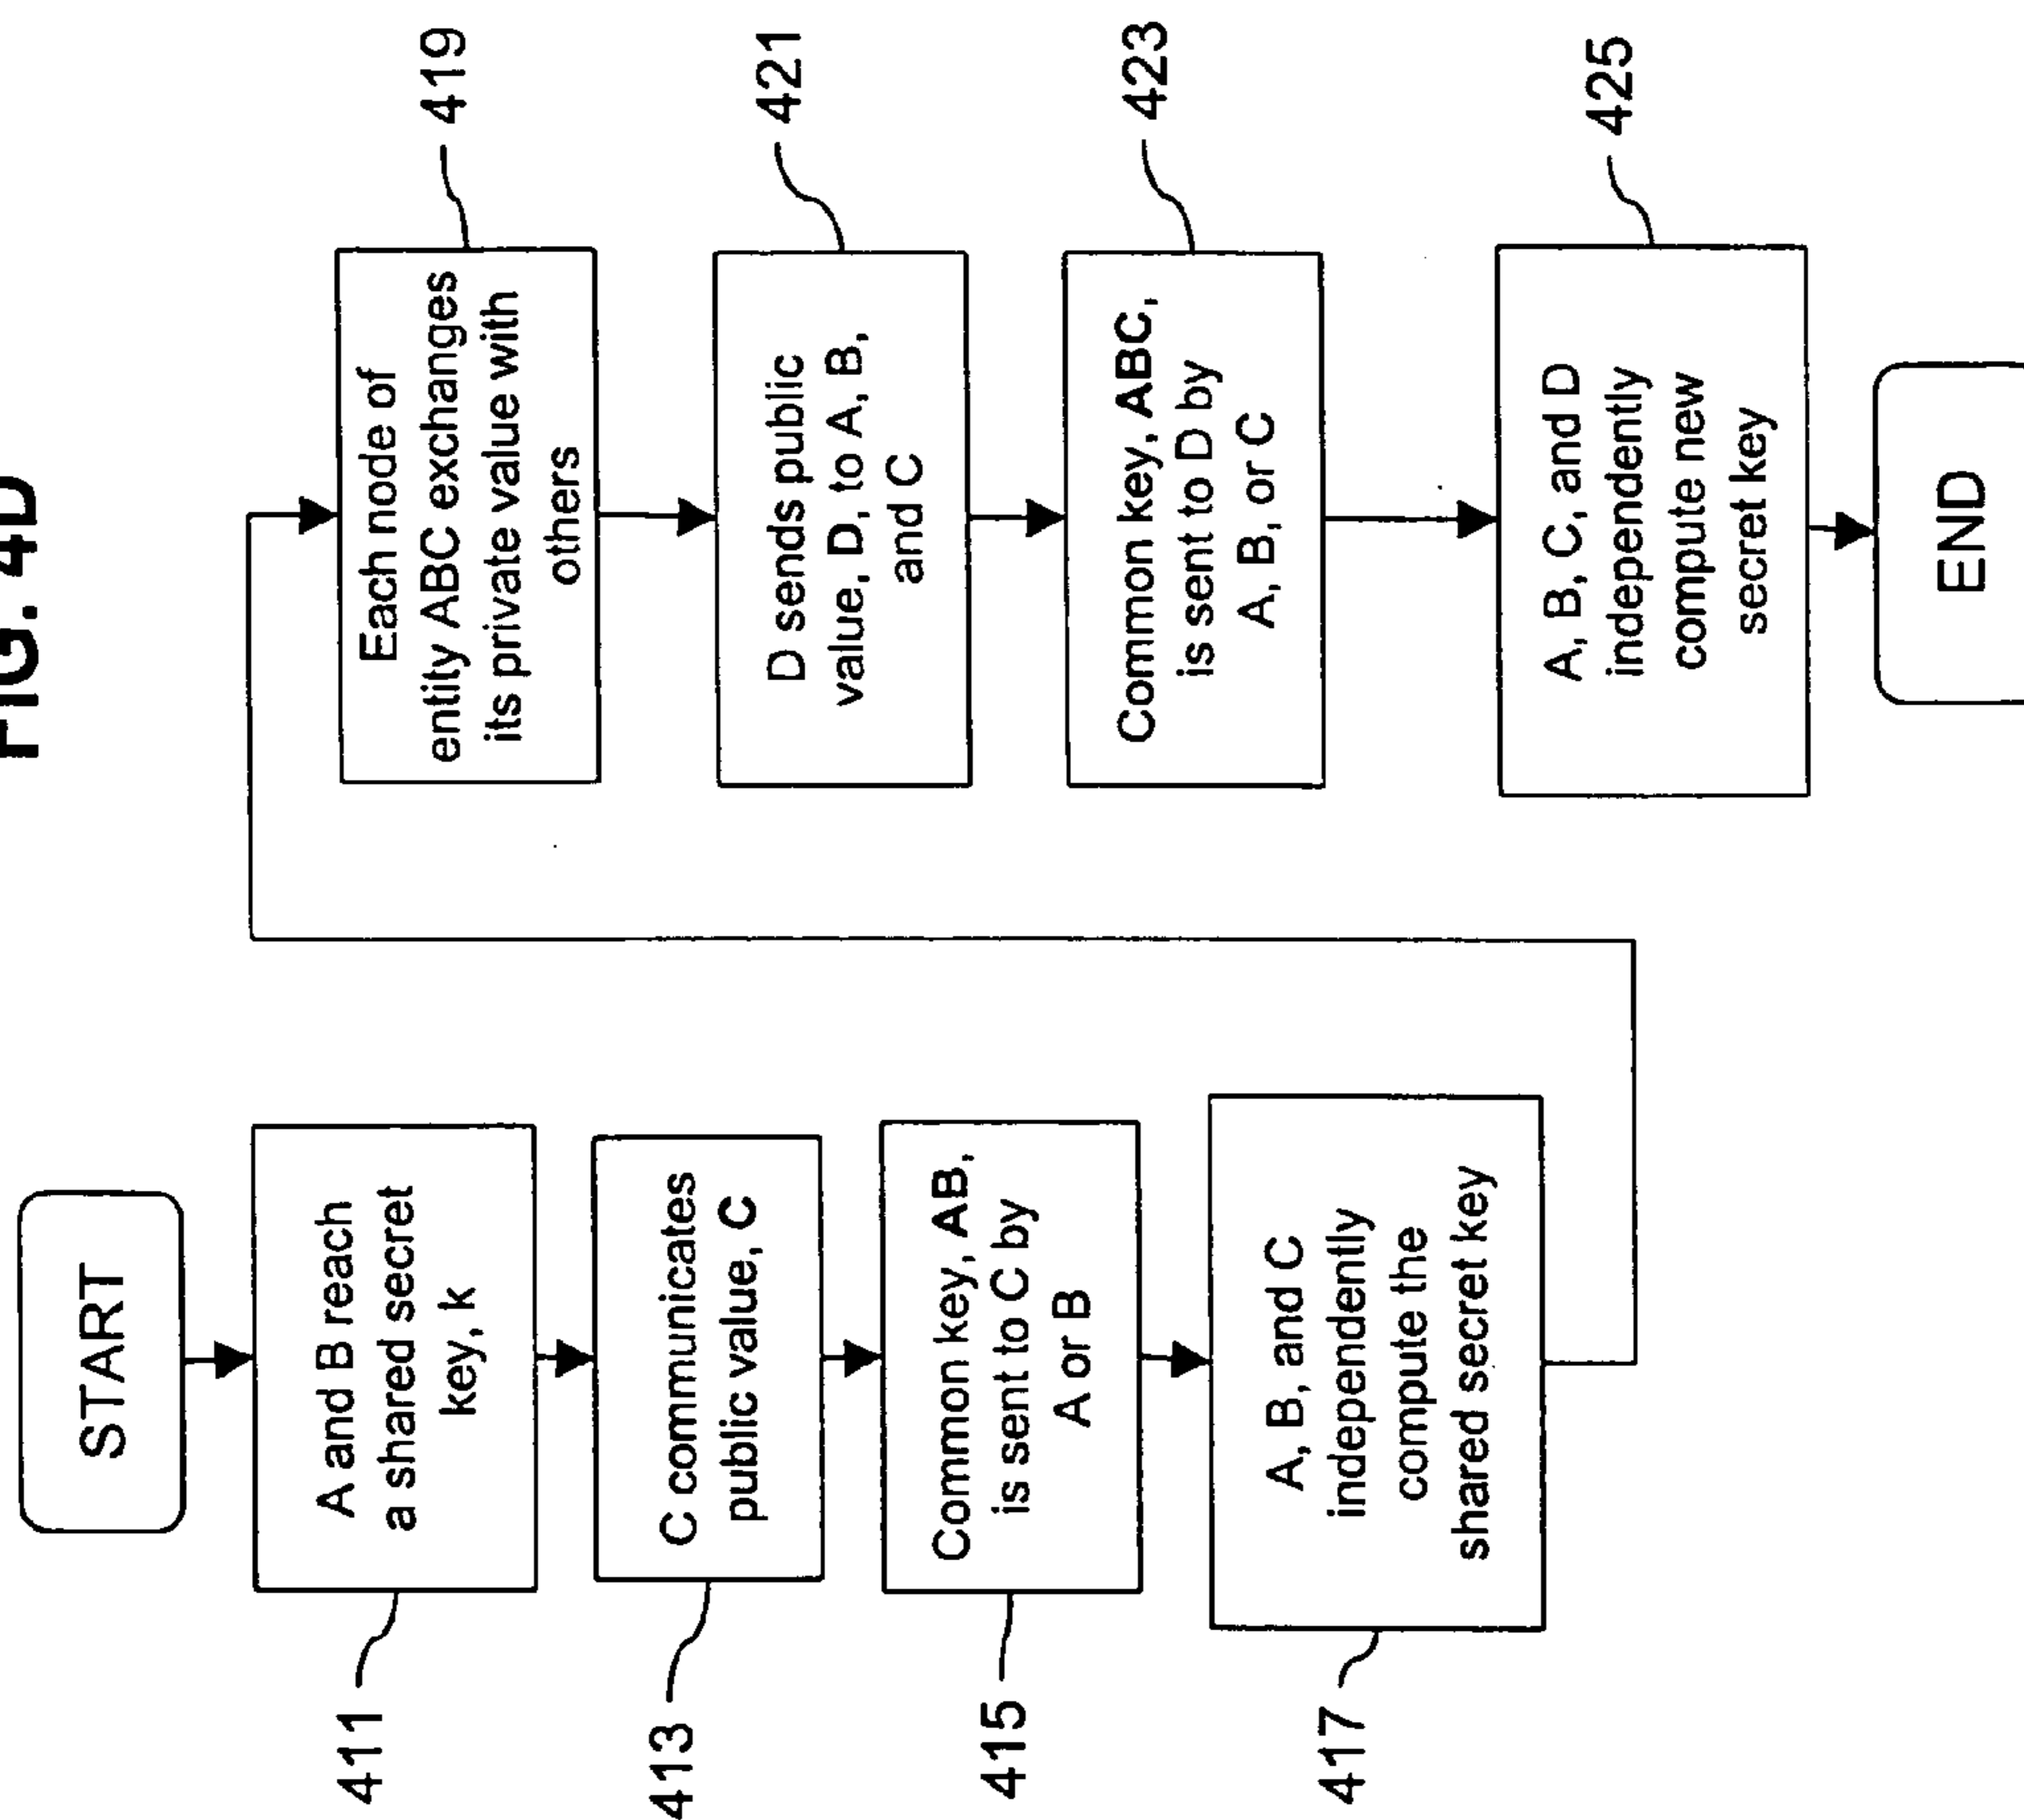 FIG. 4D
START
A and B reach
a shared secret
key, k
411
C communicates
public value, C
413
Common key, AB,
is sent to C by
A or B
415
A, B, and C
independently
compute the
shared secret key
417
Each node of
entity ABC exchanges
its private value with
others
419
D sends public
value, D, to A, B,
and C
421
Common key, ABC,
is sent to D by
A, B, or C
423
A, B, C, and D
independently
compute new
secret key
425
END